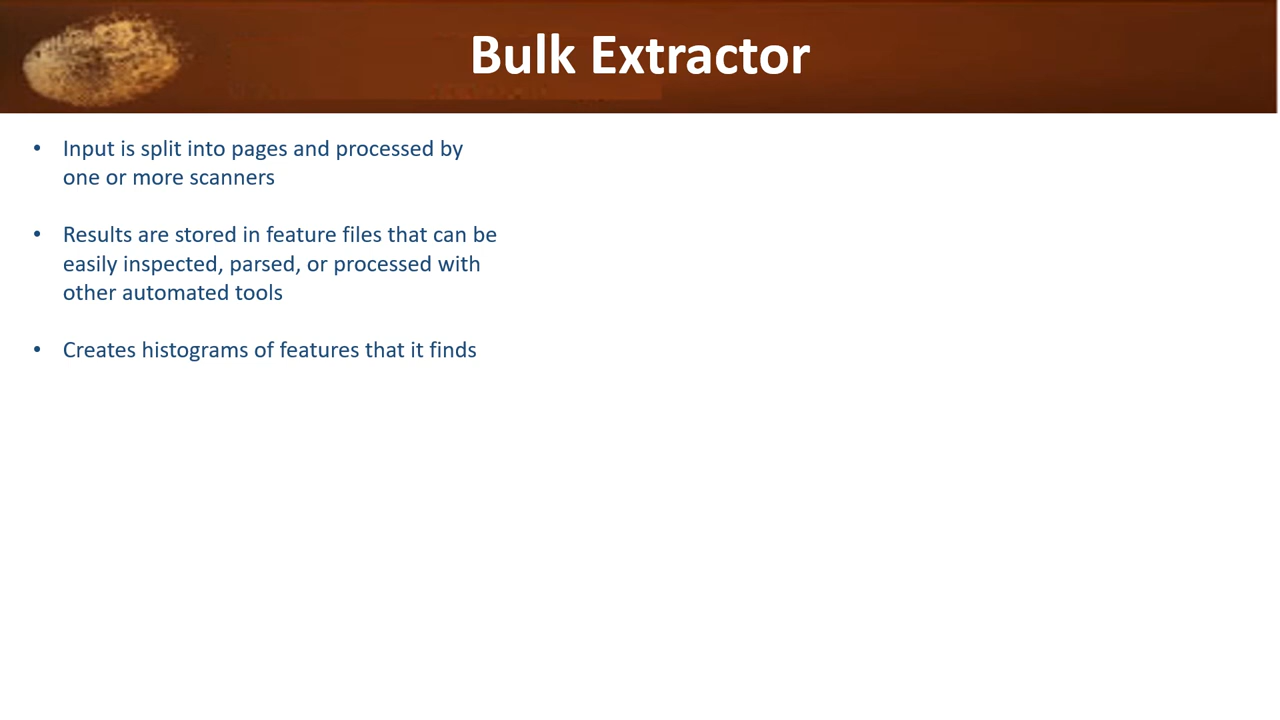 Bulk Extractor
• Input is split into pages and processed by
one or more scanners
• Results are stored in feature files that can be
easily inspected, parsed, or processed with
other automated tools
• Creates histograms of features that it finds